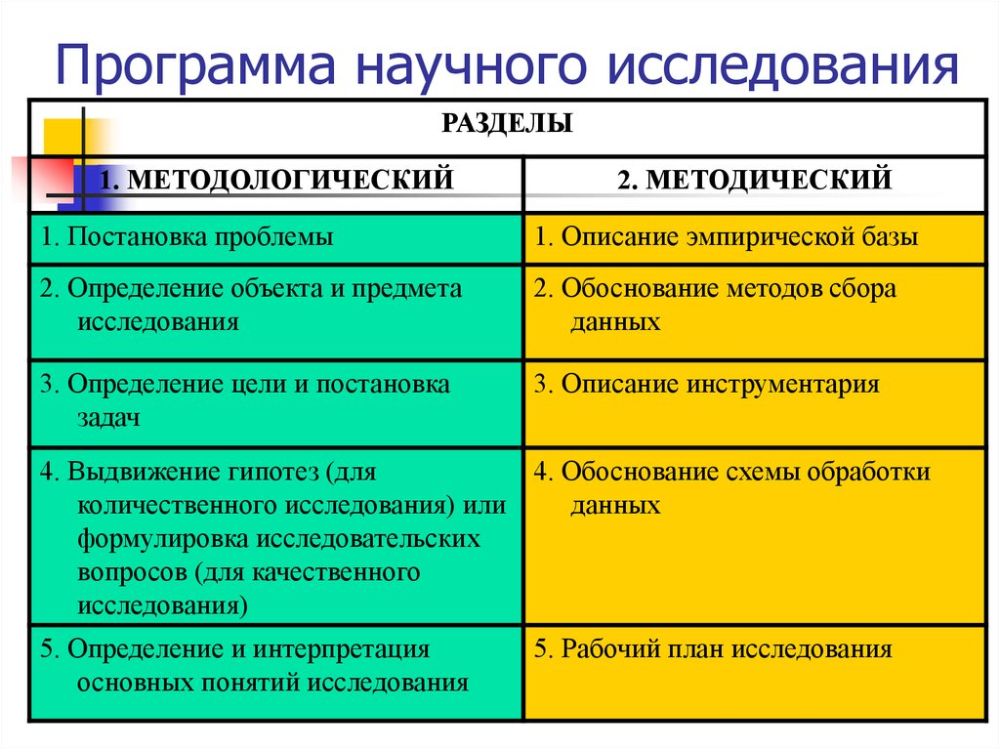 Программа научного исследования
РАЗДЕЛЫ
1. МЕТОДОЛОГИЧЕСКИЙ
2. МЕТОДИЧЕСКИЙ
1. Постановка проблемы
1. Описание эмпирической базы
2. Определение объекта и предмета
исследования
2. Обоснование методов сбора
данных
3. Определение цели и постановка
задач
3. Описание инструментария
4. Выдвижение гипотез (для
количественного исследования) или
формулировка исследовательских
вопросов (для качественного
исследования)
4. Обоснование схемы обработки
данных
5. Определение и интерпретация
основных понятий исследования
5. Рабочий план исследования